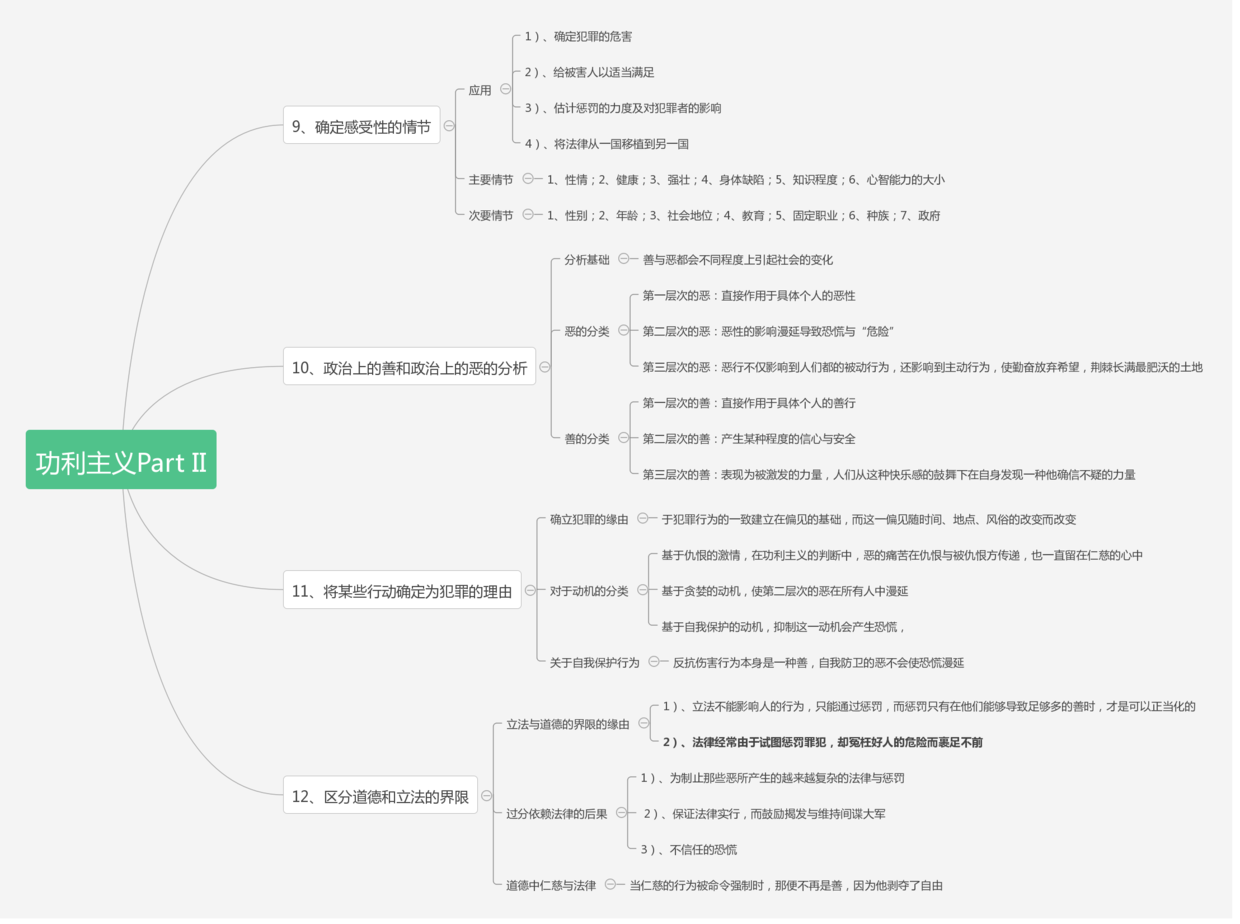 功利主义Part II
9、确定感受性的情节
应用
1）、确定犯罪的危害
2）、给被害人以适当满足
3）、估计惩罚的力度及对犯罪者的影响
4）、将法律从一国移植到另一国
主要情节
1、性情；2、健康；3、强壮；4、身体缺陷；5、知识程度；6、心智能力的大小
次要情节
1、性别；2、年龄；3、社会地位；4、教育；5、固定职业；6、种族；7、政府
10、政治上的善和政治上的恶的分析
分析基础
善与恶都会不同程度上引起社会的变化
恶的分类
第一层次的恶：直接作用于具体个人的恶性
第二层次的恶：恶性的影响漫延导致恐慌与“危险”
第三层次的恶：恶行不仅影响到人们都的被动行为，还影响到主动行为，使勤奋放弃希望，荆棘长满最肥沃的土地
善的分类
第一层次的善：直接作用于具体个人的善行
第二层次的善：产生某种程度的信心与安全
第三层次的善：表现为被激发的力量，人们从这种快乐感的鼓舞下在自身发现一种他确信不疑的力量
11、将某些行动确定为犯罪的理由
确立犯罪的缘由
于犯罪行为的一致建立在偏见的基础，而这一偏见随时间、地点、风俗的改变而改变
对于动机的分类
基于仇恨的激情，在功利主义的判断中，恶的痛苦在仇恨与被仇恨方传递，也一直留在仁慈的心中
基于贪婪的动机，使第二层次的恶在所有人中漫延
基于自我保护的动机，抑制这一动机会产生恐慌，
关于自我保护行为
反抗伤害行为本身是一种善，自我防卫的恶不会使恐慌漫延
12、区分道德和立法的界限
立法与道德的界限的缘由
1）、立法不能影响人的行为，只能通过惩罚，而惩罚只有在他们能够导致足够多的善时，才是可以正当化的
2）、法律经常由于试图惩罚罪犯，却冤枉好人的危险而裹足不前
过分依赖法律的后果
1）、为制止那些恶所产生的越来越复杂的法律与惩罚
2）、保证法律实行，而鼓励揭发与维持间谍大军
3）、不信任的恐慌
道德中仁慈与法律
当仁慈的行为被命令强制时，那便不再是善，因为他剥夺了自由